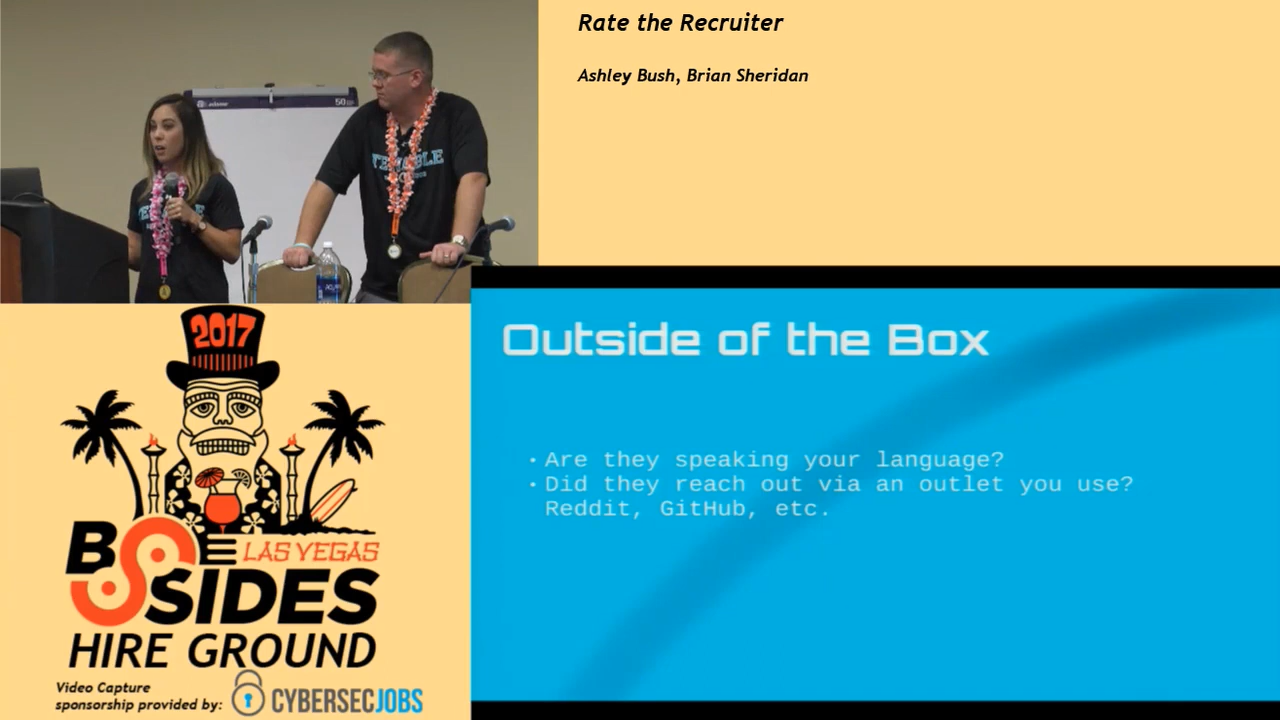 Rate the Recruiter
Ashley Bush, Brian Sheridan
50
2017
BSIDES
LAS VEGAS
HIRE GROUND
Video Capture
sponsorship provided by:
CYBERSECJOBS
Outside of the Box
• Are they speaking your language?
• Did they reach out via an outlet you use?
Reddit, GitHub, etc.